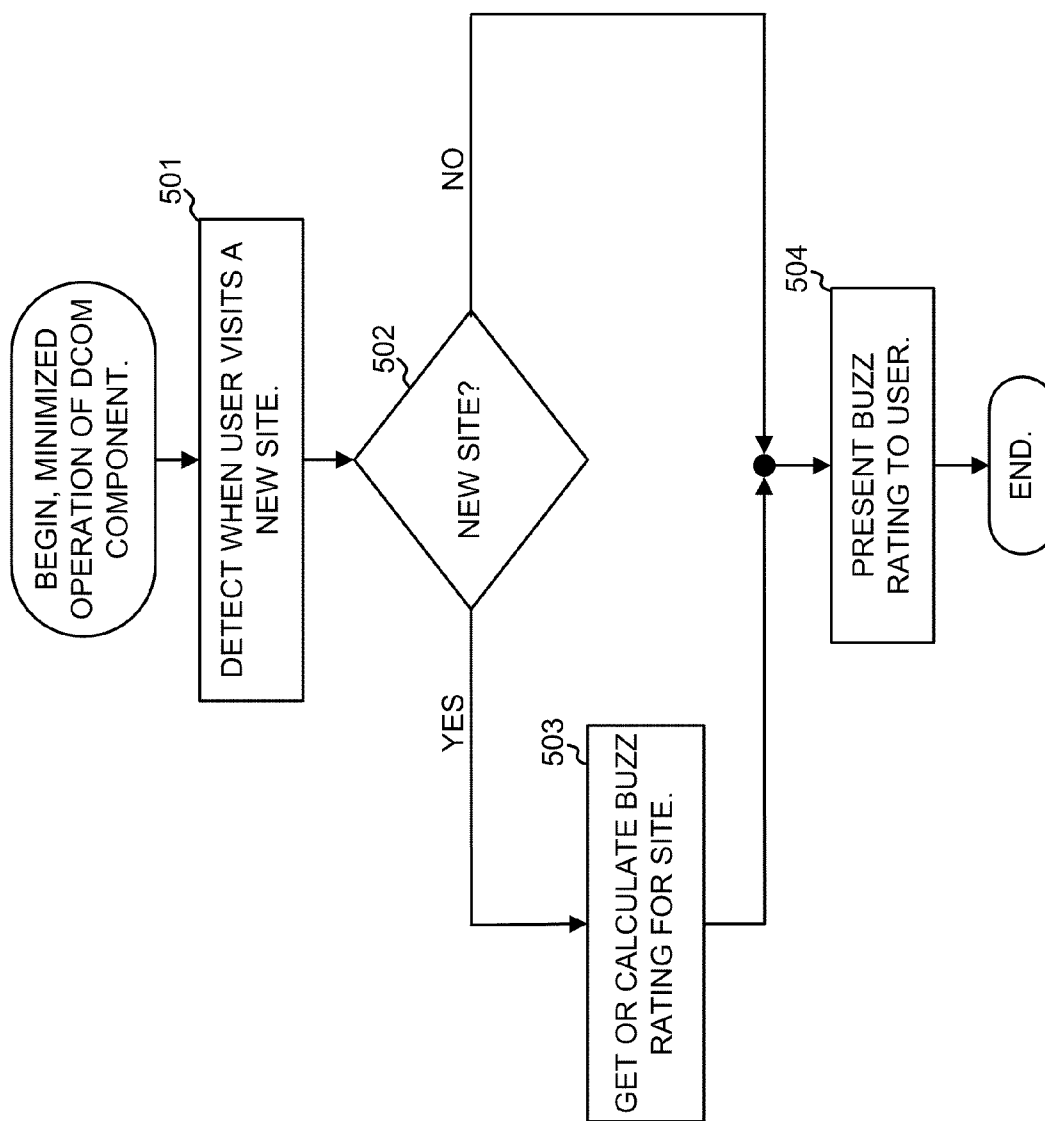 BEGIN, MINIMIZED
OPERATION OF DCOM
COMPONENT.
501
DETECT WHEN USER VISITS A
NEW SITE.
502
NEW SITE?
YES
NO
503
GET OR CALCULATE BUZZ
RATING FOR SITE.
504
PRESENT BUZZ
RATING TO USER.
END.